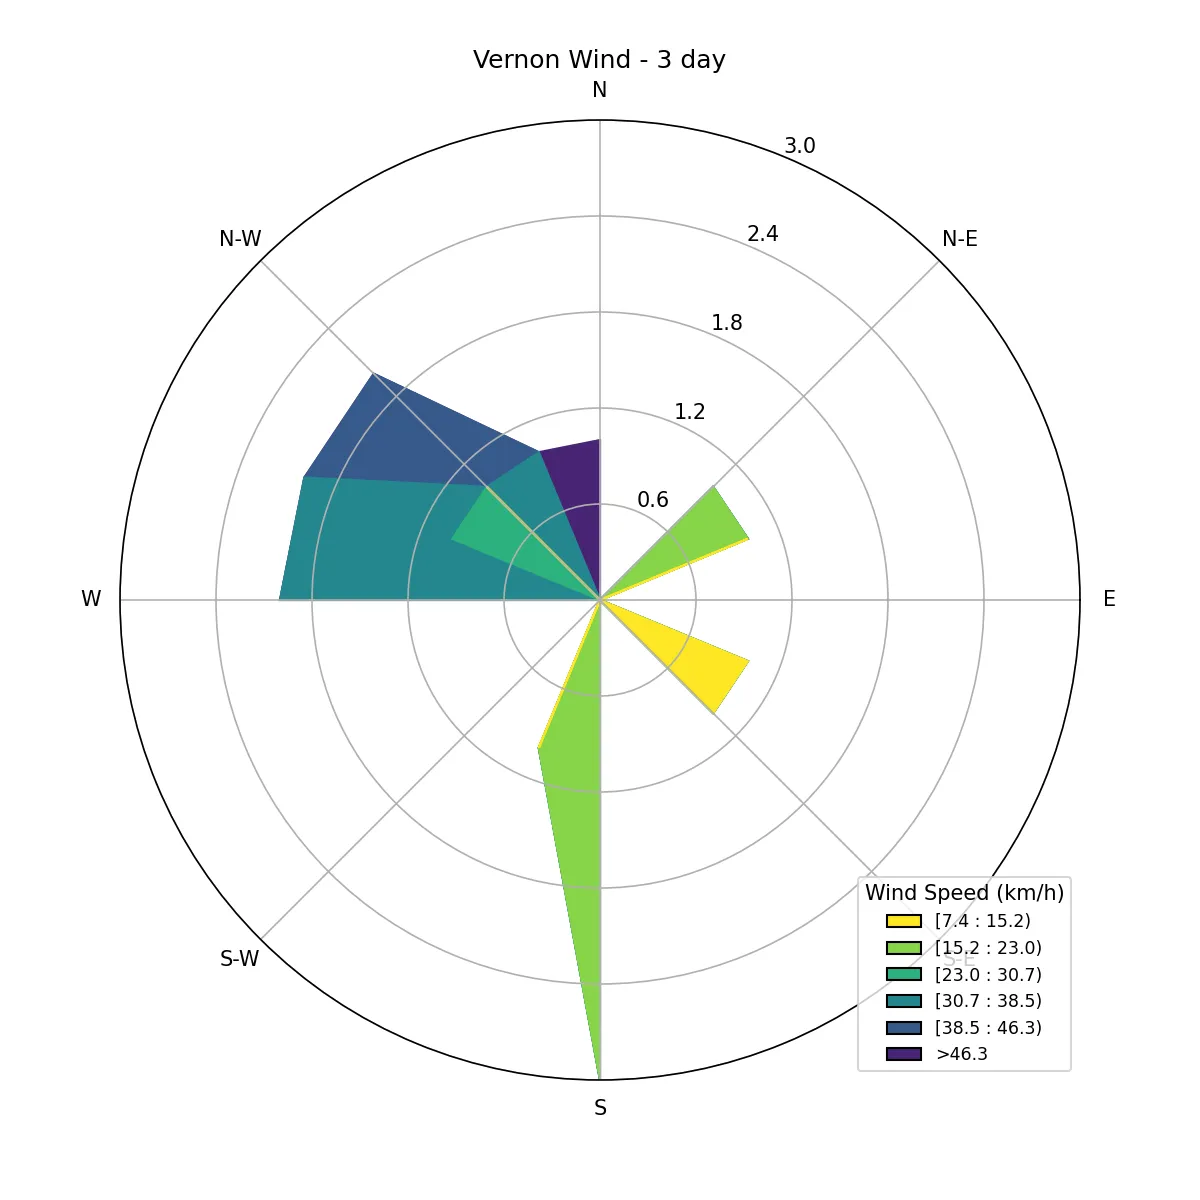 Vernon Wind - 3 day
N
3.0
N-W
2.4
N-E
1.8
1.2
0.6
W
E
S-W
S-E
S
Wind Speed (km/h)
[7.4 : 15.2)
[15.2 : 23.0)
[23.0 : 30.7)
[30.7 : 38.5)
[38.5 : 46.3)
>46.3